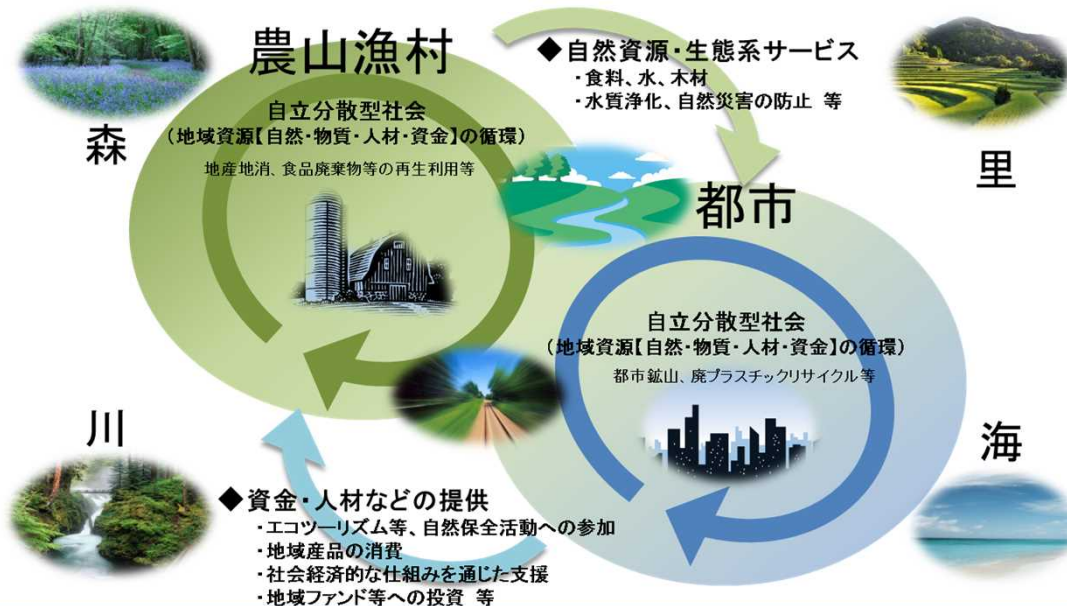 農山漁村
◆自然資源・生態系サービス
・食料、水、木材
・水質浄化、自然災害の防止 等
森
自立分散型社会
(地域資源【自然・物質・人材・資金】の循環)
地産地消、食品廃棄物等の再生利用等
里
都市
自立分散型社会
(地域資源【自然・物質・人材・資金】の循環)
都市鉱山、廃プラスチックリサイクル等
川
海
◆資金・人材などの提供
・エコツーリズム等、自然保全活動への参加
・地域産品の消費
・社会経済的な仕組みを通じた支援
・地域ファンド等への投資 等